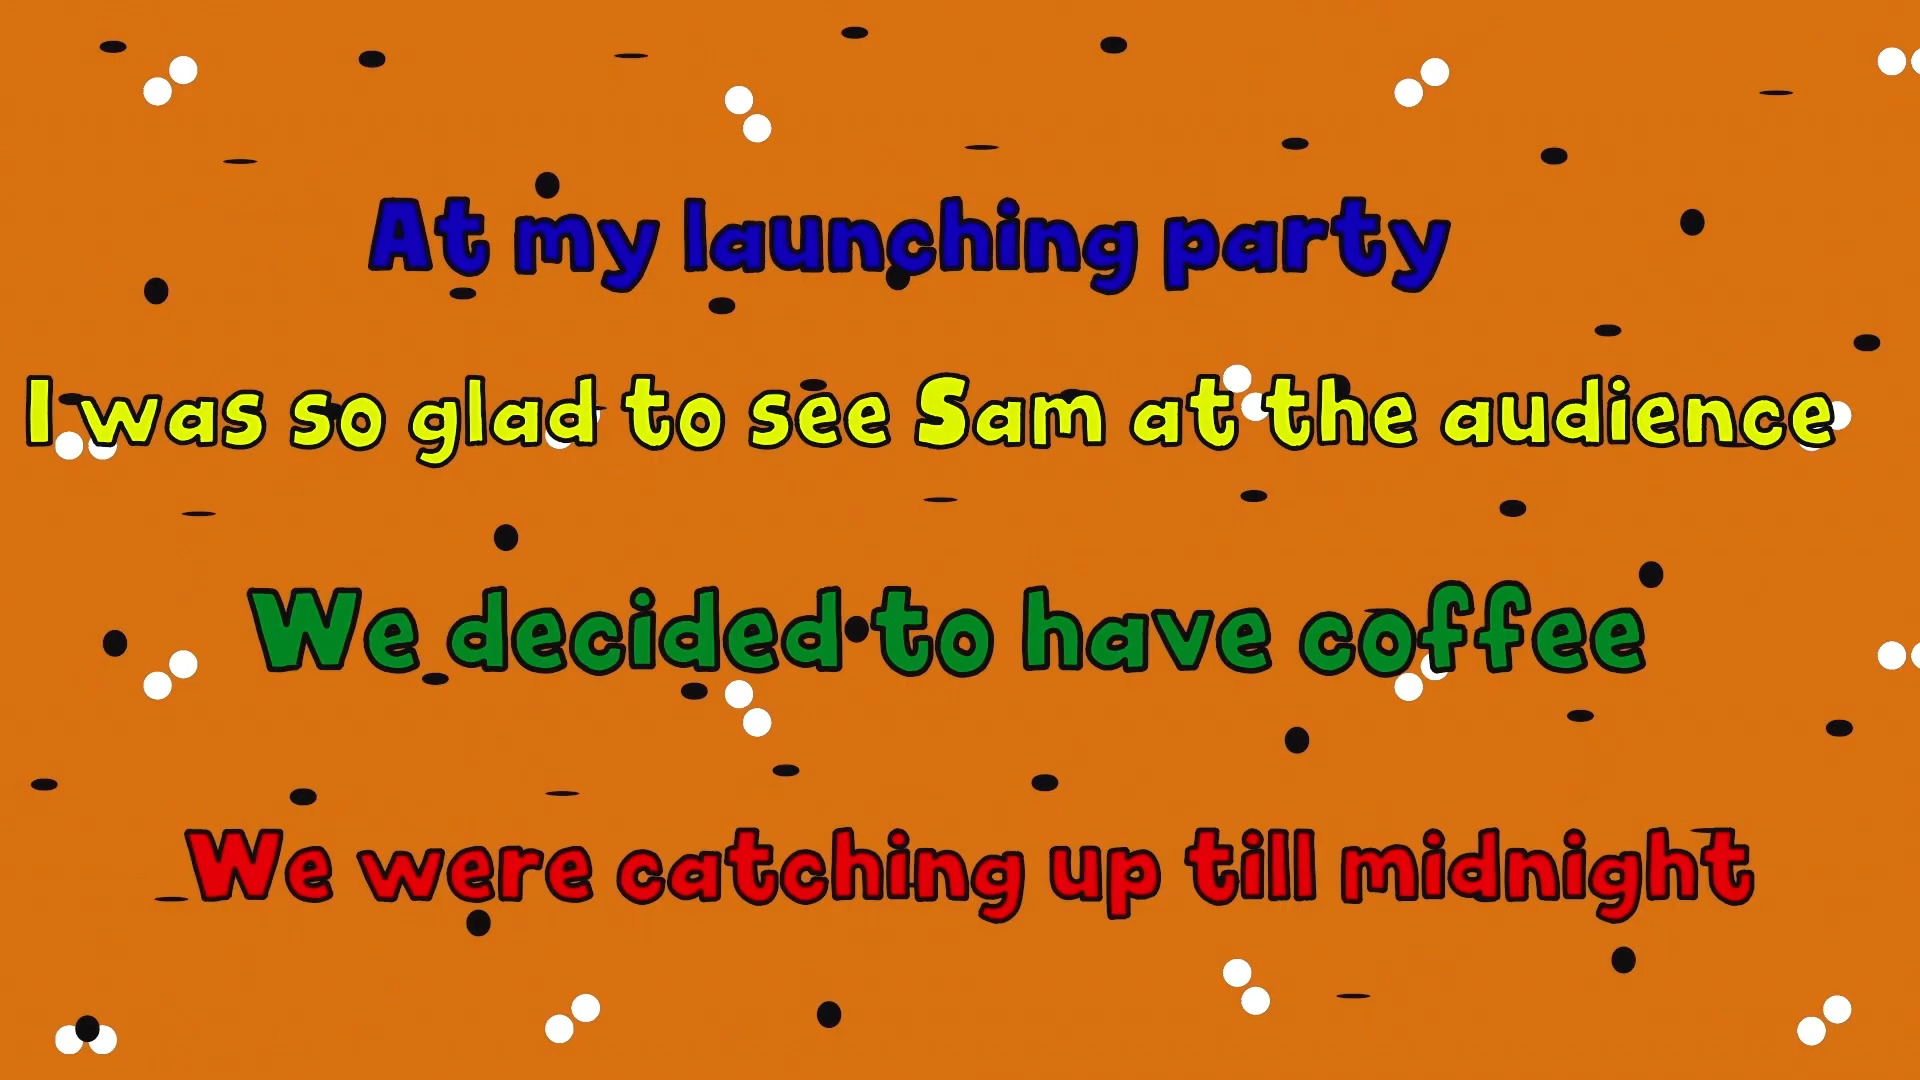 At my launching party
I was so glad to see Sam at the audience
We decided to have coffee
We were catching up till midnight